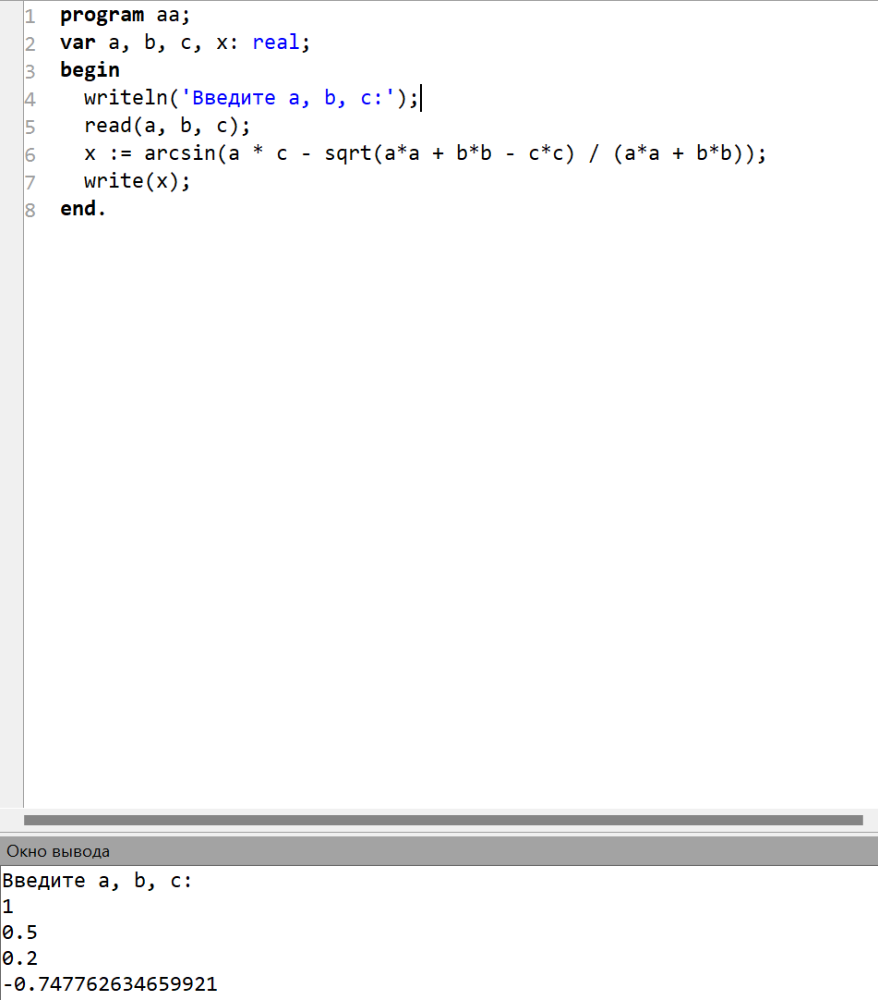 1 program aa;
2 var a, b, c, x: real;
3 begin
4 writeln('Введите a, b, c:');
5 read(a, b, c);
6 x := arcsin(a * c - sqrt(a*a + b*b - c*c) / (a*a + b*b));
7 write(x);
8 end.
Окно вывода
Введите a, b, c:
1
0.5
0.2
-0.747762634659921